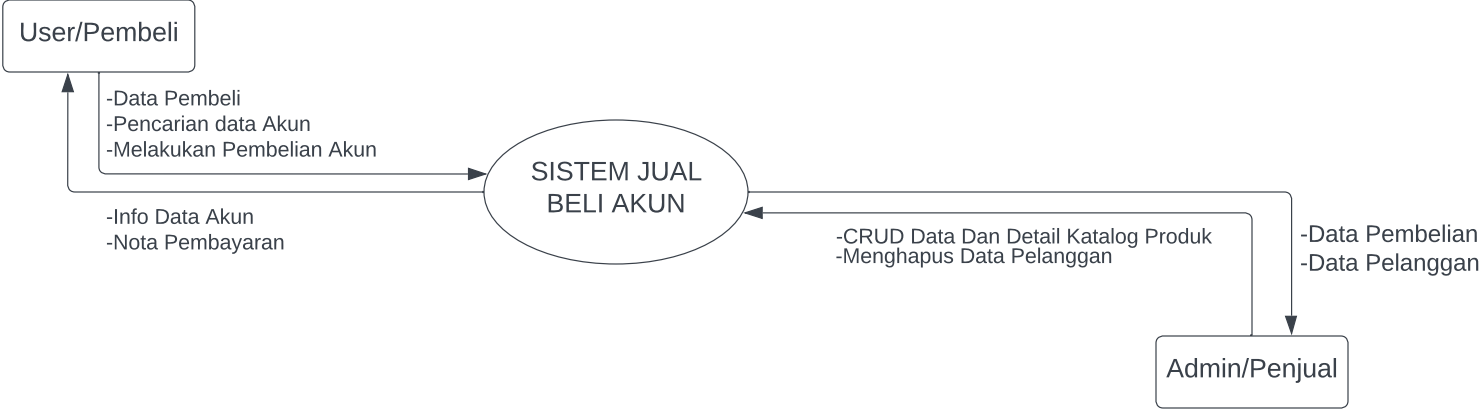 User/Pembeli
-Data Pembeli
-Pencarian data Akun
-Melakukan Pembelian Akun
-Info Data Akun
-Nota Pembayaran
SISTEM JUAL
BELI AKUN
-CRUD Data Dan Detail Katalog Produk
-Menghapus Data Pelanggan
-Data Pembelian
-Data Pelanggan
Admin/Penjual